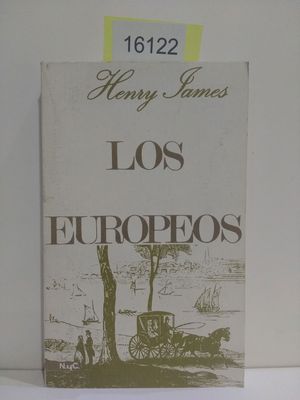 16122
Henry James
LOS
EUROPEOS
N.y.C.